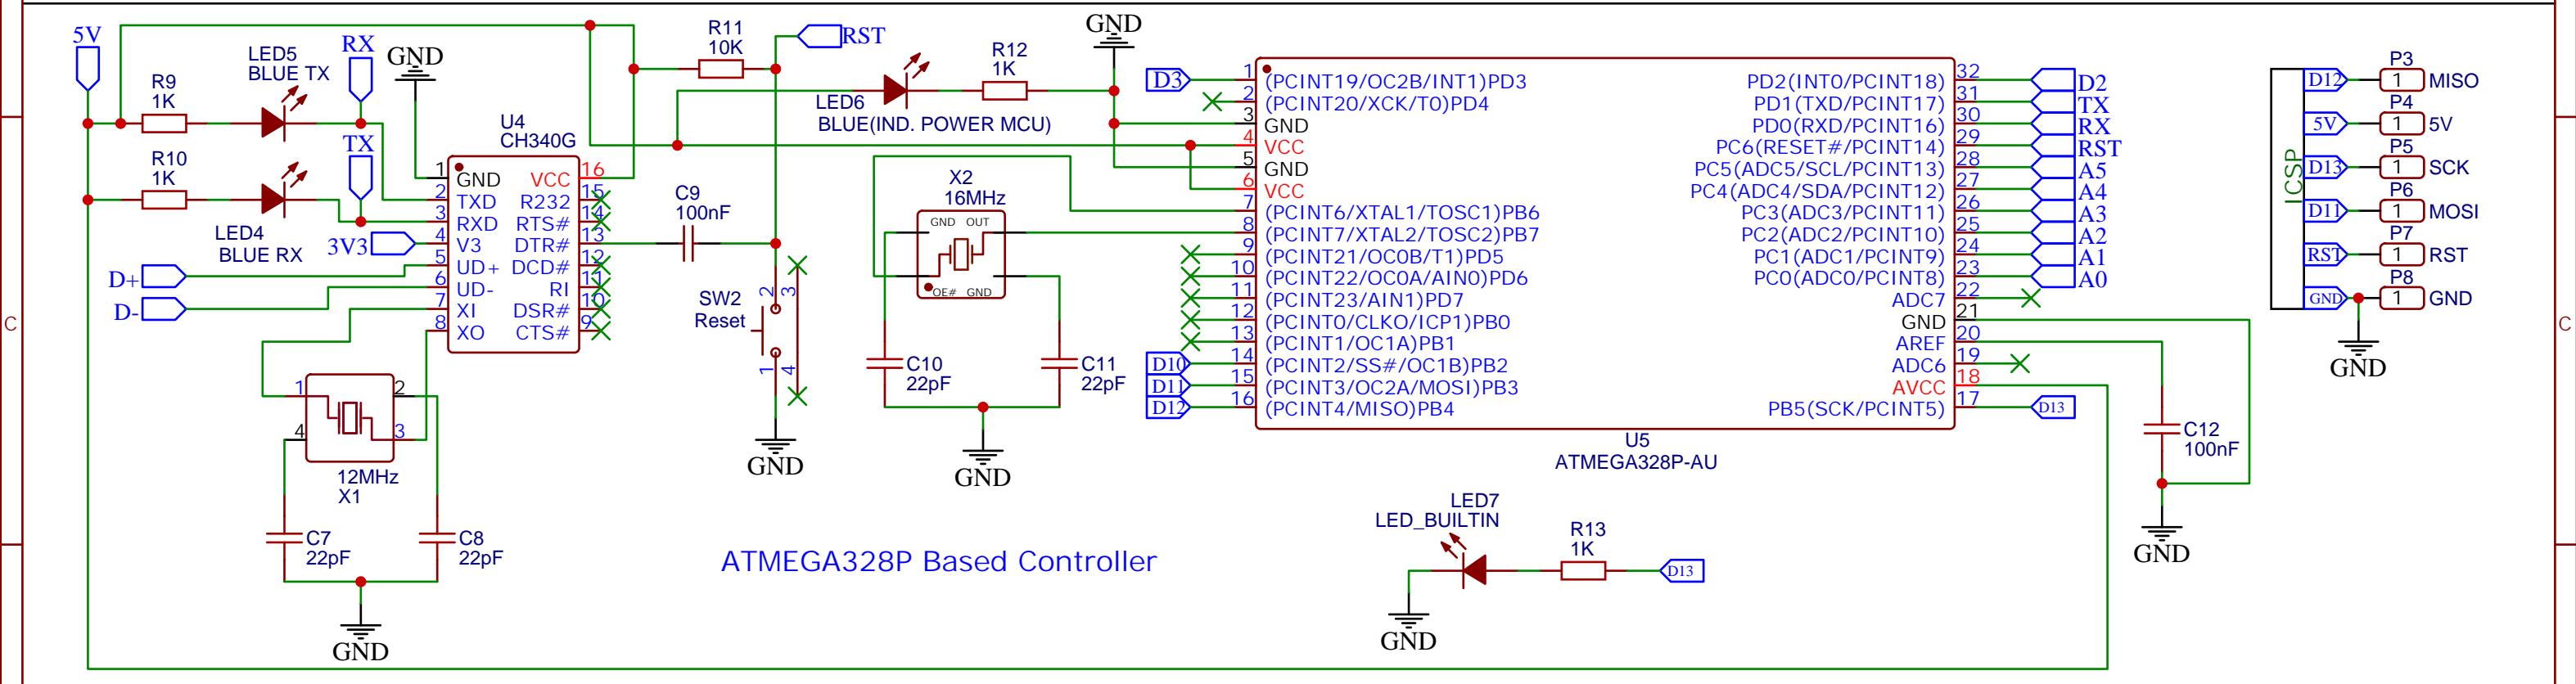 5V
R9
1K
LED5
BLUE TX
RX
GND
R10
1K
LED4
BLUE RX
TX
3V3
D+
D-
U4
CH340G
1
GND
2
TXD
3
RXD
4
V3
5
UD+
6
UD-
7
XI
8
XO
VCC
16
R232
15
RTS#
14
DTR#
13
DCD#
12
RI
11
DSR#
10
CTS#
9
1
2
4
3
12MHz
X1
C7
22pF
C8
22pF
GND
R11
10K
RST
C9
100nF
SW2
Reset
2
3
1
4
GND
LED6
BLUE(IND. POWER MCU)
R12
1K
GND
X2
16MHz
GND OUT
OE# GND
C10
22pF
C11
22pF
GND
ATMEGA328P Based Controller
D3
D10
D11
D12
1
(PCINT19/OC2B/INT1)PD3
2
(PCINT20/XCK/T0)PD4
3
GND
4
VCC
5
GND
6
VCC
7
(PCINT6/XTAL1/TOSC1)PB6
8
(PCINT7/XTAL2/TOSC2)PB7
9
(PCINT21/OC0B/T1)PD5
10
(PCINT22/OC0A/AIN0)PD6
11
(PCINT23/AIN1)PD7
12
(PCINT0/CLKO/ICP1)PB0
13
(PCINT1/OC1A)PB1
14
(PCINT2/SS#/OC1B)PB2
15
(PCINT3/OC2A/MOSI)PB3
16
(PCINT4/MISO)PB4
PD2(INT0/PCINT18)
32
D2
PD1(TXD/PCINT17)
31
TX
PD0(RXD/PCINT16)
30
RX
PC6(RESET#/PCINT14)
29
RST
PC5(ADC5/SCL/PCINT13)
28
A5
PC4(ADC4/SDA/PCINT12)
27
A4
PC3(ADC3/PCINT11)
26
A3
PC2(ADC2/PCINT10)
25
A2
PC1(ADC1/PCINT9)
24
A1
PC0(ADC0/PCINT8)
23
A0
ADC7
22
GND
21
AREF
20
ADC6
19
AVCC
18
PB5(SCK/PCINT5)
17
D13
U5
ATMEGA328P-AU
LED7
LED_BUILTIN
R13
1K
D13
GND
C12
100nF
GND
ICSP
P3
D12
1
MISO
P4
5V
1
5V
P5
D13
1
SCK
P6
D11
1
MOSI
P7
RST
1
RST
P8
GND
1
GND
GND
C
C